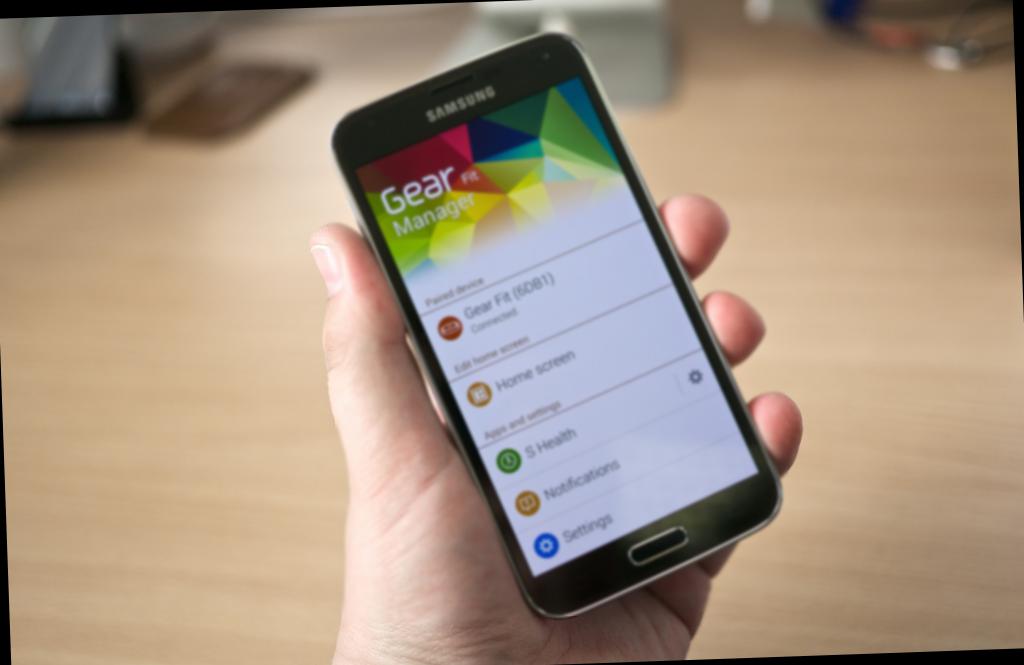 SAMSUNG
Gear Fit
Manager
Paired device
Gear Fit (6DB1)
Connected
Edit home screen
Home screen
Apps and settings
S Health
Notifications
Settings